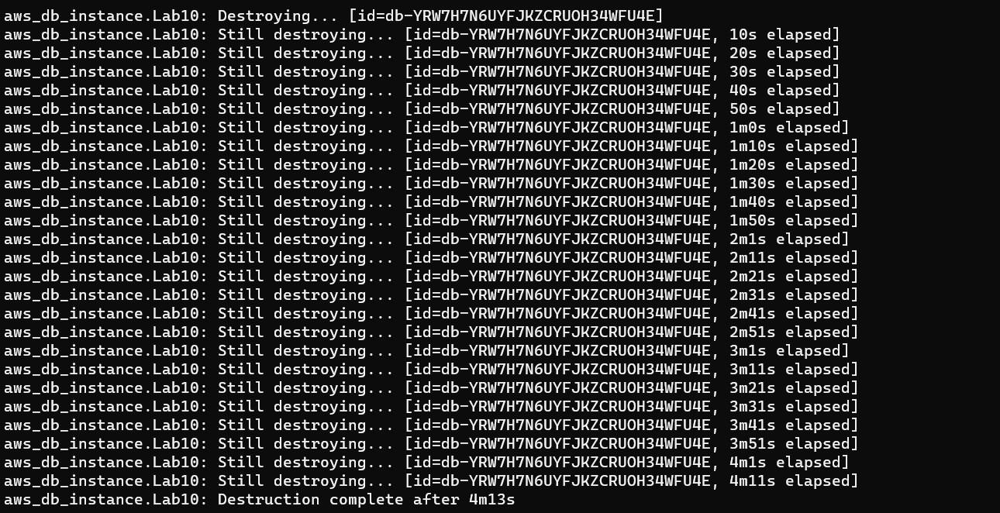 aws_db_instance.Lab10: Destroying... [id=db-YRW7H7N6UYFJKZCRUOH34WFU4E]
aws_db_instance.Lab10: Still destroying... [id=db-YRW7H7N6UYFJKZCRUOH34WFU4E, 10s elapsed]
aws_db_instance.Lab10: Still destroying... [id=db-YRW7H7N6UYFJKZCRUOH34WFU4E, 20s elapsed]
aws_db_instance.Lab10: Still destroying... [id=db-YRW7H7N6UYFJKZCRUOH34WFU4E, 30s elapsed]
aws_db_instance.Lab10: Still destroying... [id=db-YRW7H7N6UYFJKZCRUOH34WFU4E, 40s elapsed]
aws_db_instance.Lab10: Still destroying... [id=db-YRW7H7N6UYFJKZCRUOH34WFU4E, 50s elapsed]
aws_db_instance.Lab10: Still destroying... [id=db-YRW7H7N6UYFJKZCRUOH34WFU4E, 1m0s elapsed]
aws_db_instance.Lab10: Still destroying... [id=db-YRW7H7N6UYFJKZCRUOH34WFU4E, 1m10s elapsed]
aws_db_instance.Lab10: Still destroying... [id=db-YRW7H7N6UYFJKZCRUOH34WFU4E, 1m20s elapsed]
aws_db_instance.Lab10: Still destroying... [id=db-YRW7H7N6UYFJKZCRUOH34WFU4E, 1m30s elapsed]
aws_db_instance.Lab10: Still destroying... [id=db-YRW7H7N6UYFJKZCRUOH34WFU4E, 1m40s elapsed]
aws_db_instance.Lab10: Still destroying... [id=db-YRW7H7N6UYFJKZCRUOH34WFU4E, 1m50s elapsed]
aws_db_instance.Lab10: Still destroying... [id=db-YRW7H7N6UYFJKZCRUOH34WFU4E, 2m1s elapsed]
aws_db_instance.Lab10: Still destroying... [id=db-YRW7H7N6UYFJKZCRUOH34WFU4E, 2m11s elapsed]
aws_db_instance.Lab10: Still destroying... [id=db-YRW7H7N6UYFJKZCRUOH34WFU4E, 2m21s elapsed]
aws_db_instance.Lab10: Still destroying... [id=db-YRW7H7N6UYFJKZCRUOH34WFU4E, 2m31s elapsed]
aws_db_instance.Lab10: Still destroying... [id=db-YRW7H7N6UYFJKZCRUOH34WFU4E, 2m41s elapsed]
aws_db_instance.Lab10: Still destroying... [id=db-YRW7H7N6UYFJKZCRUOH34WFU4E, 2m51s elapsed]
aws_db_instance.Lab10: Still destroying... [id=db-YRW7H7N6UYFJKZCRUOH34WFU4E, 3m1s elapsed]
aws_db_instance.Lab10: Still destroying... [id=db-YRW7H7N6UYFJKZCRUOH34WFU4E, 3m11s elapsed]
aws_db_instance.Lab10: Still destroying... [id=db-YRW7H7N6UYFJKZCRUOH34WFU4E, 3m21s elapsed]
aws_db_instance.Lab10: Still destroying... [id=db-YRW7H7N6UYFJKZCRUOH34WFU4E, 3m31s elapsed]
aws_db_instance.Lab10: Still destroying... [id=db-YRW7H7N6UYFJKZCRUOH34WFU4E, 3m41s elapsed]
aws_db_instance.Lab10: Still destroying... [id=db-YRW7H7N6UYFJKZCRUOH34WFU4E, 3m51s elapsed]
aws_db_instance.Lab10: Still destroying... [id=db-YRW7H7N6UYFJKZCRUOH34WFU4E, 4m1s elapsed]
aws_db_instance.Lab10: Still destroying... [id=db-YRW7H7N6UYFJKZCRUOH34WFU4E, 4m11s elapsed]
aws_db_instance.Lab10: Destruction complete after 4m13s